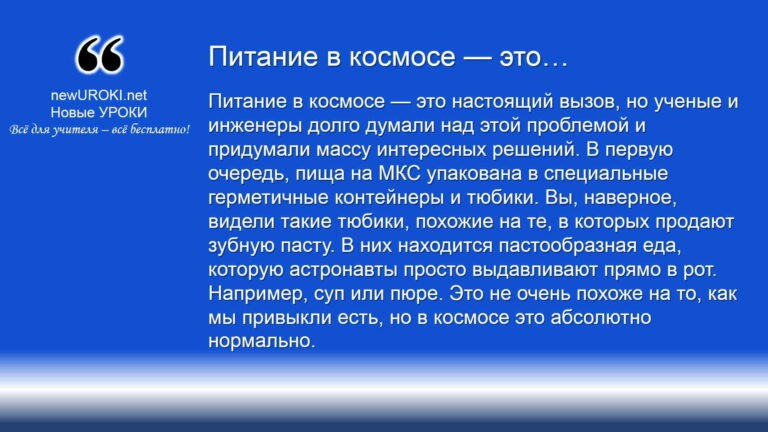 Питание в космосе — это…
newUROKI.net
Новые УРОКИ
Всё для учителя – всё бесплатно!
Питание в космосе — это настоящий вызов, но ученые и
инженеры долго думали над этой проблемой и
придумали массу интересных решений. В первую
очередь, пища на МКС упакована в специальные
герметичные контейнеры и тюбики. Вы, наверное,
видели такие тюбики, похожие на те, в которых продают
зубную пасту. В них находится пастообразная еда,
которую астронавты просто выдавливают прямо в рот.
Например, суп или пюре. Это не очень похоже на то, как
мы привыкли есть, но в космосе это абсолютно
нормально.